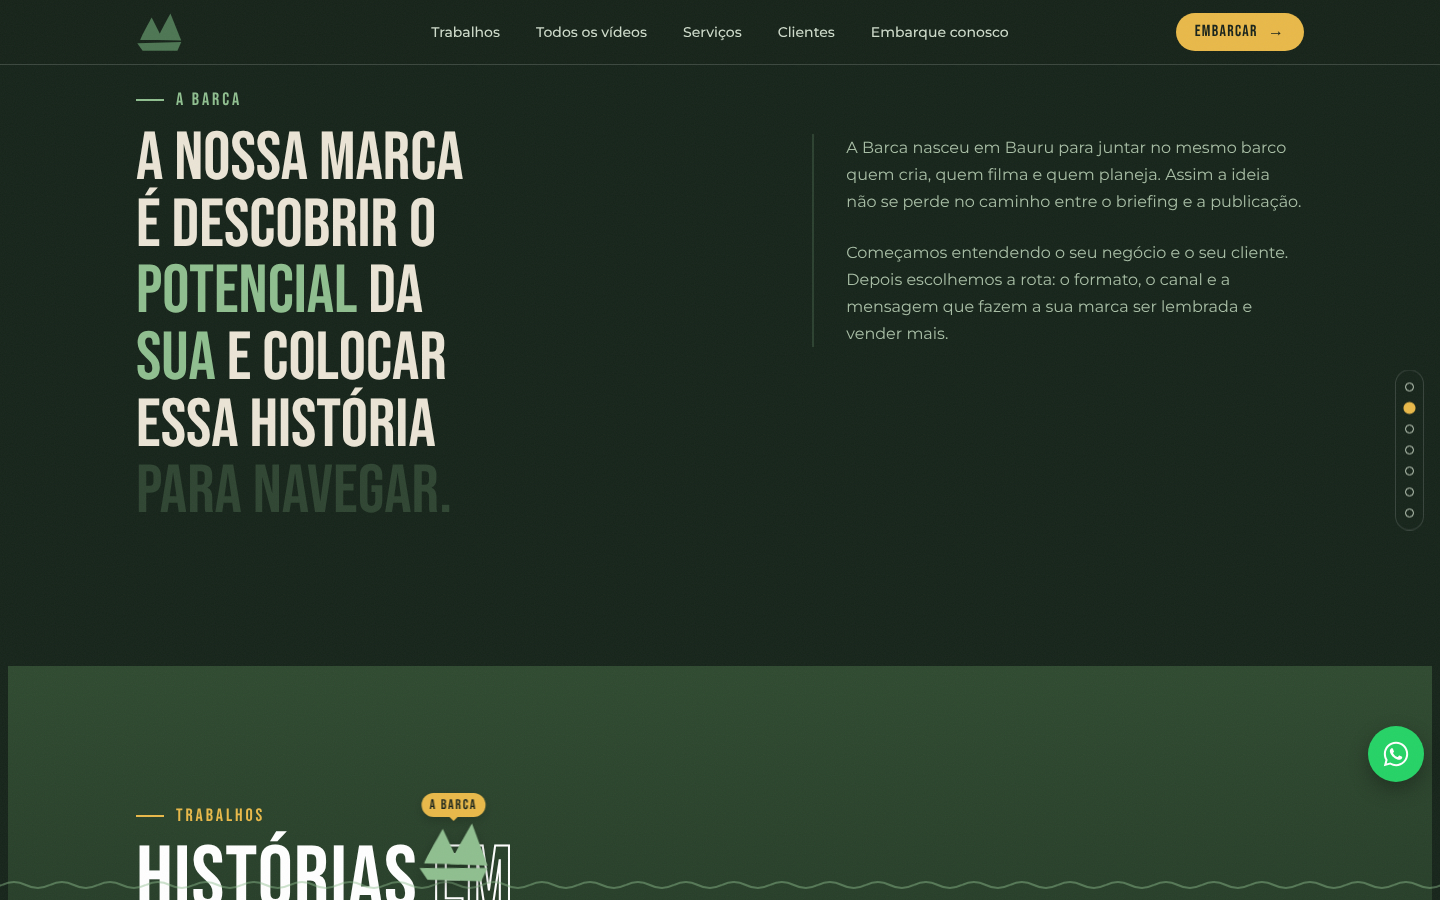 Trabalhos
Todos os vídeos
Serviços
Clientes
Embarque conosco
EMBARCAR →
A BARCA
A NOSSA MARCA
É DESCOBRIR O
POTENCIAL DA
SUA E COLOCAR
ESSA HISTÓRIA
PARA NAVEGAR.
A Barca nasceu em Bauru para juntar no mesmo barco
quem cria, quem filma e quem planeja. Assim a ideia
não se perde no caminho entre o briefing e a publicação.
Começamos entendendo o seu negócio e o seu cliente.
Depois escolhemos a rota: o formato, o canal e a
mensagem que fazem a sua marca ser lembrada e
vender mais.
TRABALHOS
A BARCA
HISTÓRIAS EM